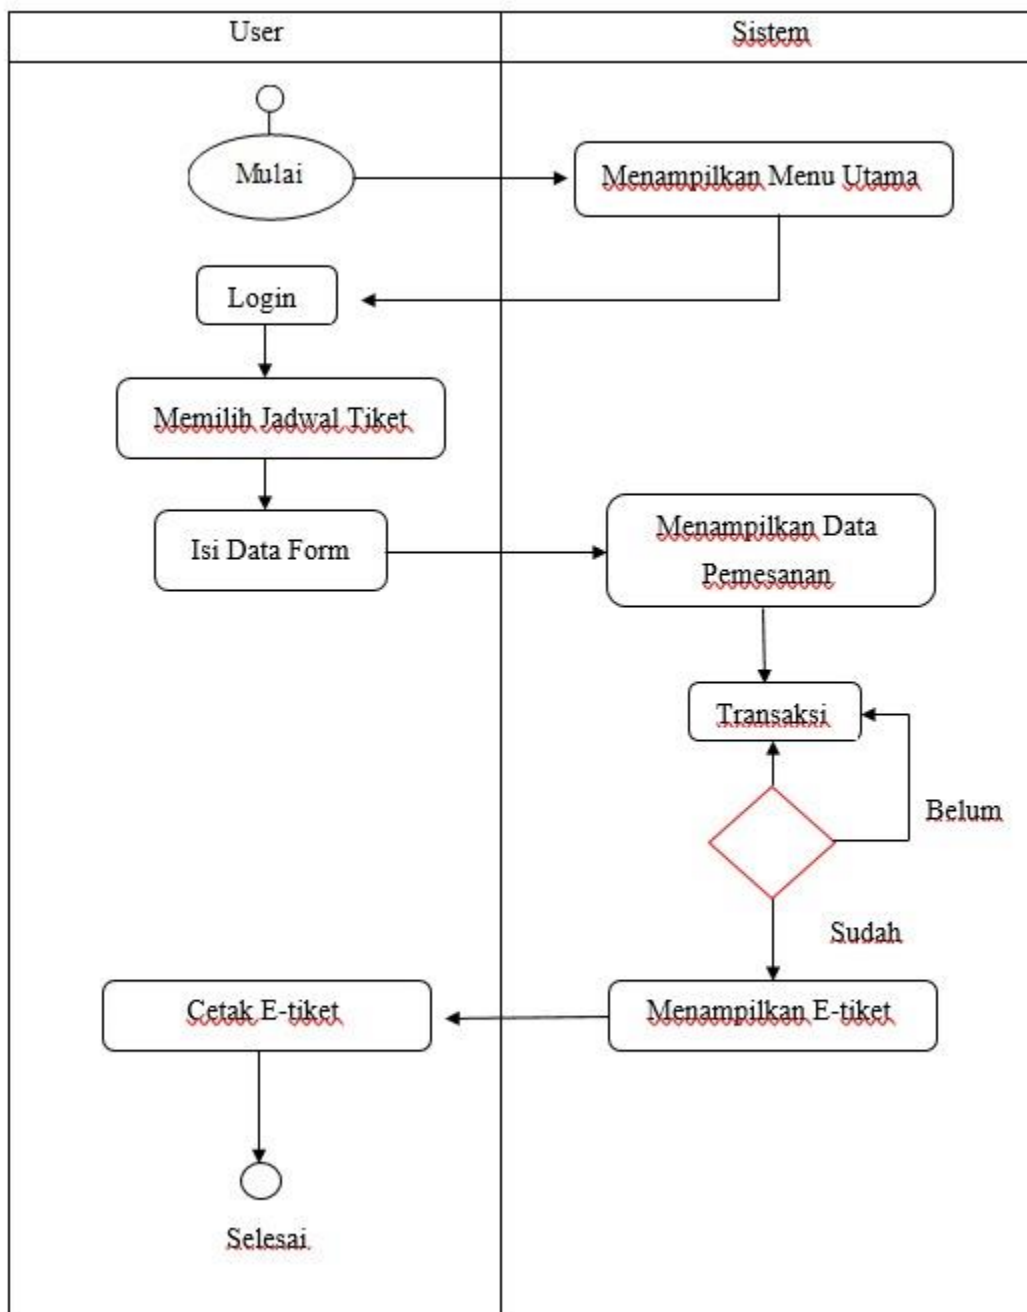 User
Sistem
Mulai
Menampilkan Menu Utama
Login
Memilih Jadwal Tiket
Isi Data Form
Menampilkan Data
Pemesanan
Transaksi
Belum
Sudah
Cetak E-tiket
Menampilkan E-tiket
Selesai